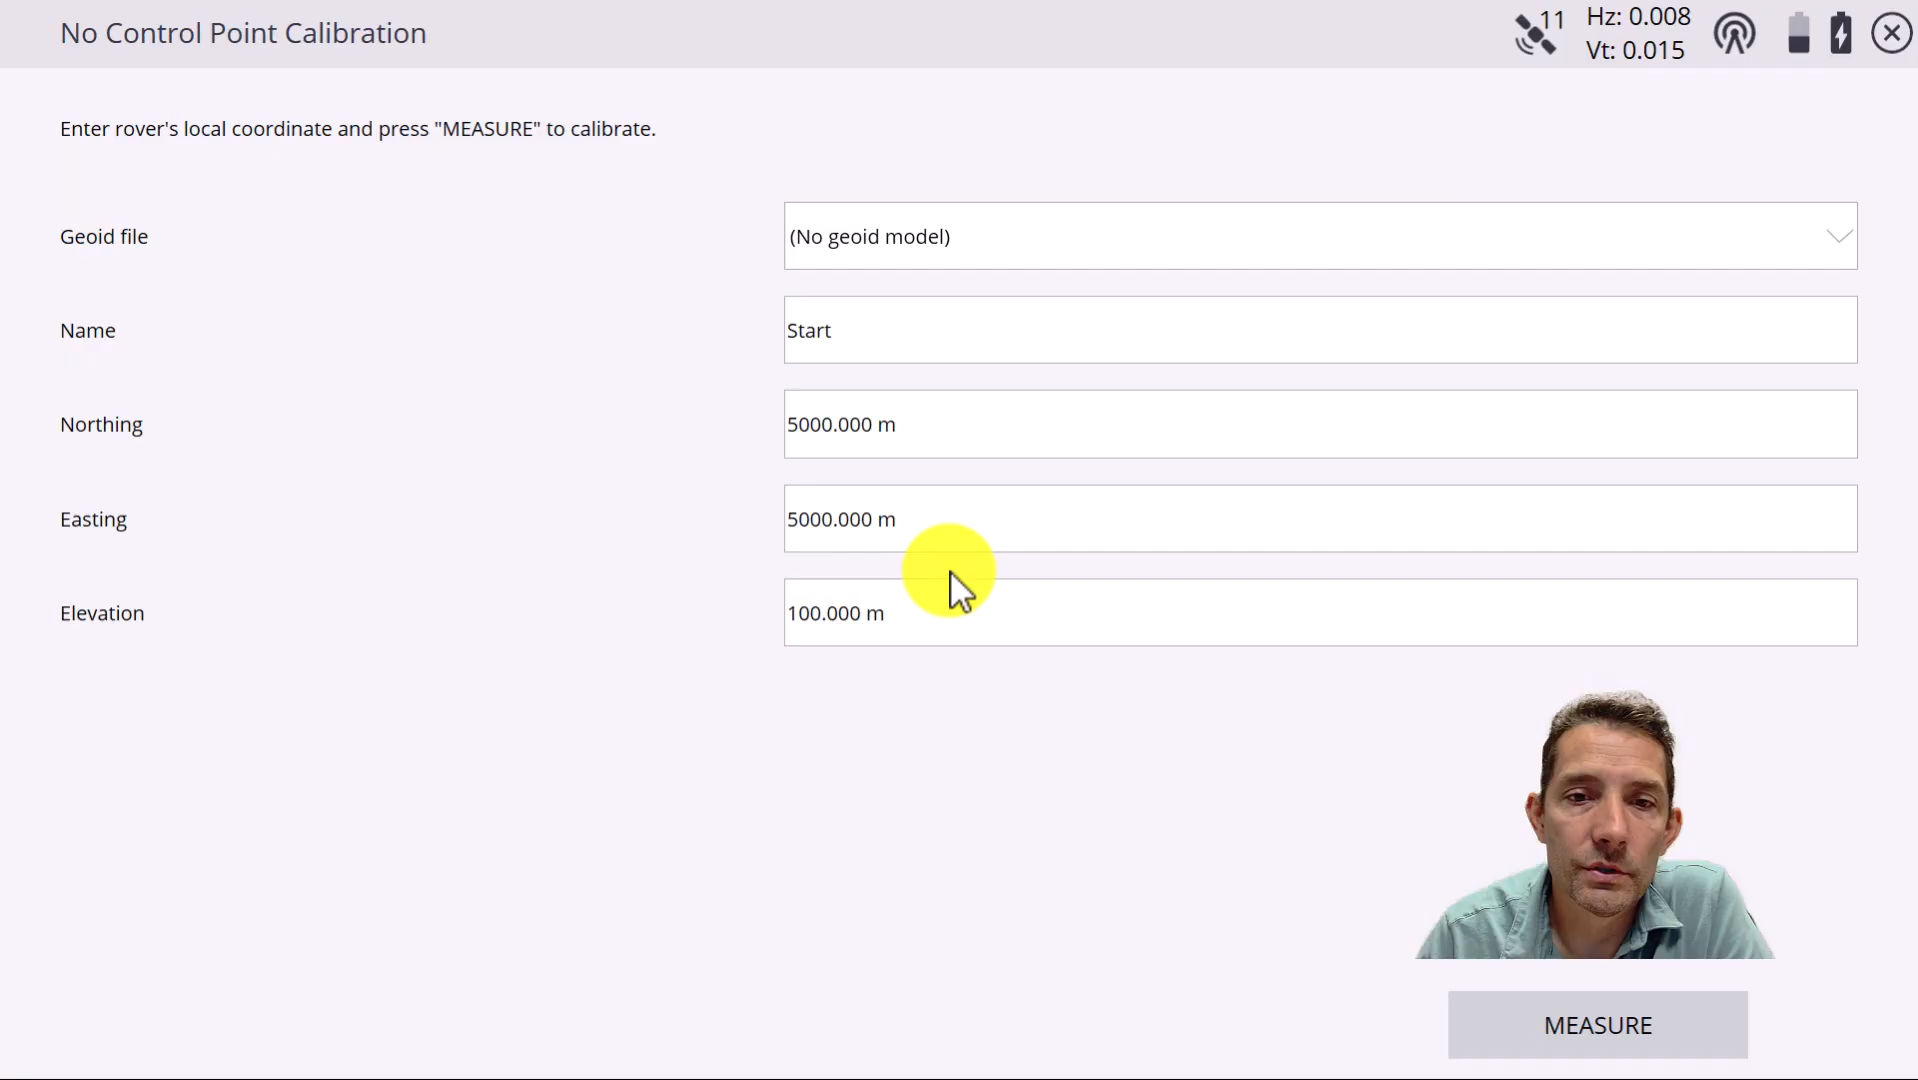 No Control Point Calibration
11
Hz: 0.008
Vt: 0.015
Enter rover's local coordinate and press "MEASURE" to calibrate.
Geoid file
(No geoid model)
Name
Start
Northing
5000.000 m
Easting
5000.000 m
Elevation
100.000 m
MEASURE